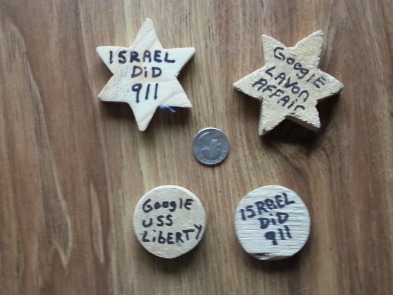 ISRAEL
DiD
911
GooglE
LAVON
AFFAIR
GooglE
USS
LiBERTY
ISRAEL
DiD
911